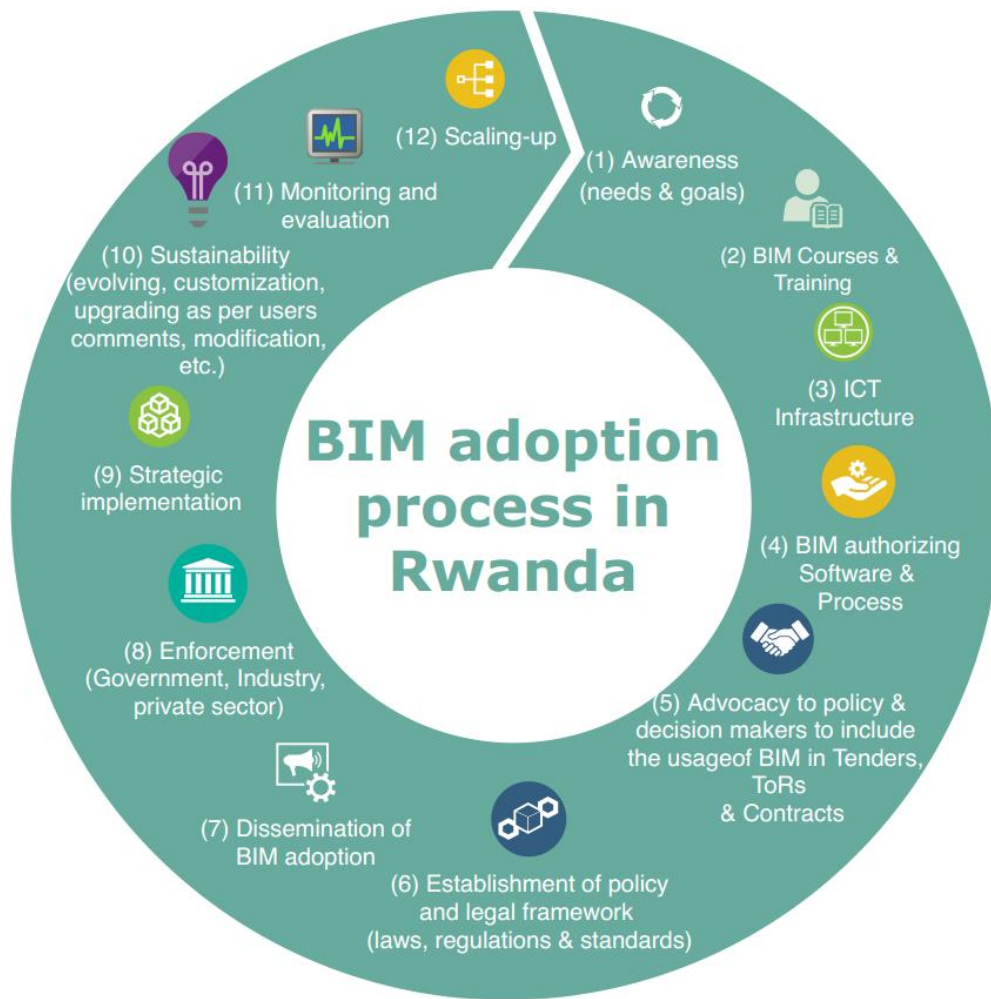 BIM adoption
process in
Rwanda
(1) Awareness
(needs & goals)
(2) BIM Courses &
Training
(3) ICT
Infrastructure
(4) BIM authorizing
Software &
Process
(5) Advocacy to policy &
decision makers to include
the usageof BIM in Tenders,
ToRs
& Contracts
(6) Establishment of policy
and legal framework
(laws, regulations & standards)
(7) Dissemination of
BIM adoption
(8) Enforcement
(Government, Industry,
private sector)
(9) Strategic
implementation
(10) Sustainability
(evolving, customization,
upgrading as per users
comments, modification,
etc.)
(11) Monitoring and
evaluation
(12) Scaling-up